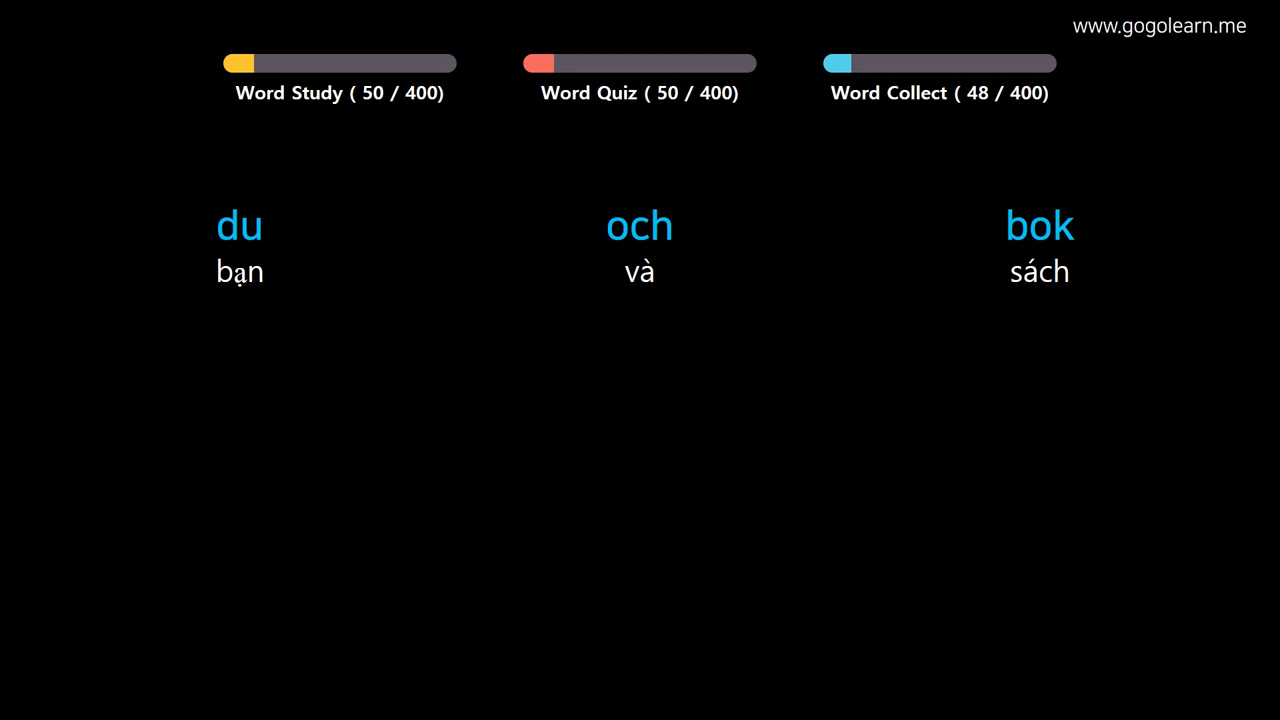 www.gogolearn.me
Word Study ( 50 / 400)
Word Quiz ( 50 / 400)
Word Collect ( 48 / 400)
du
och
bok
bạn
và
sách